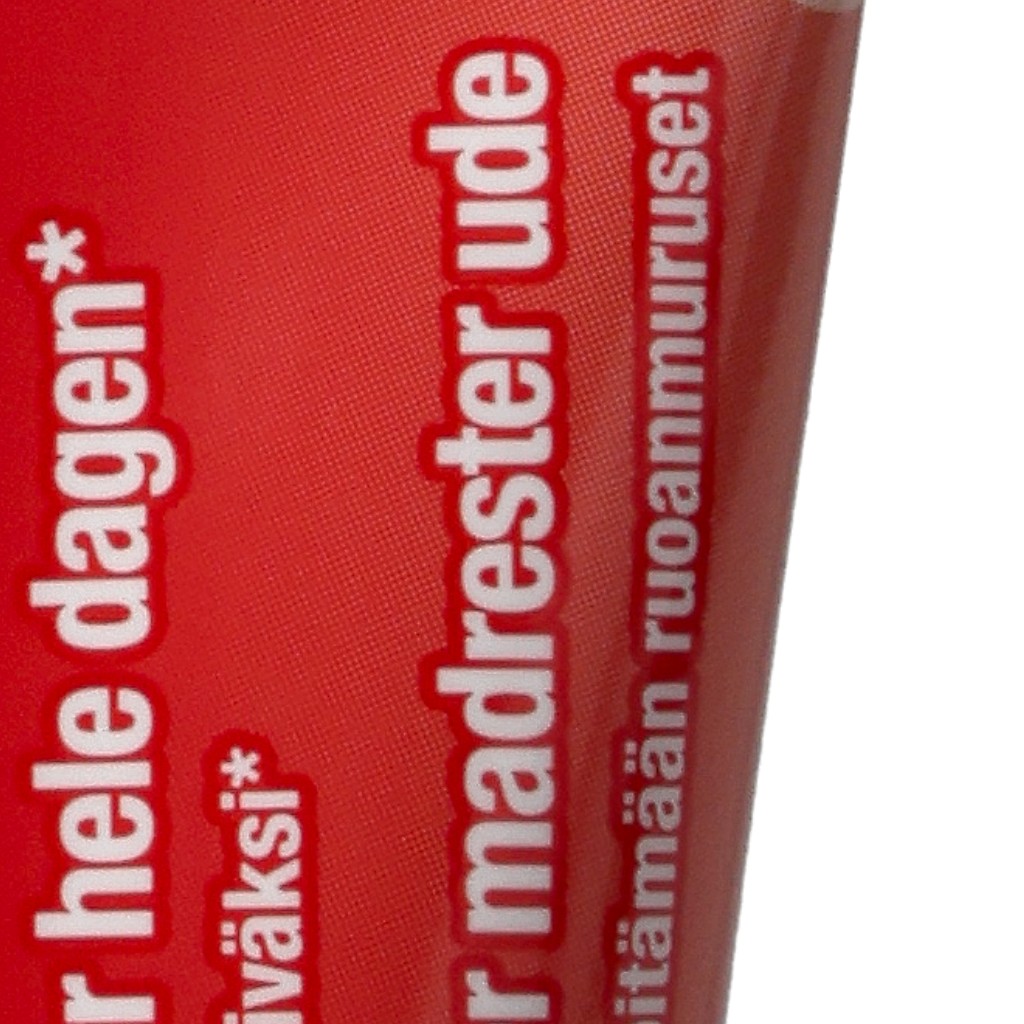 r hele dagen*
iväksi*
r madrester ude
itämään ruoanmuruset